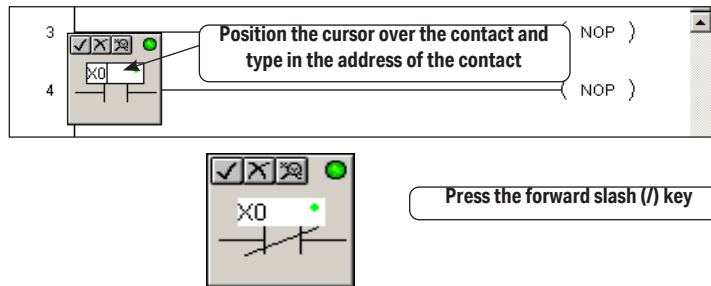 3
Position the cursor over the contact and
type in the address of the contact
( NOP )
X0
4
( NOP )
X0
Press the forward slash (/) key